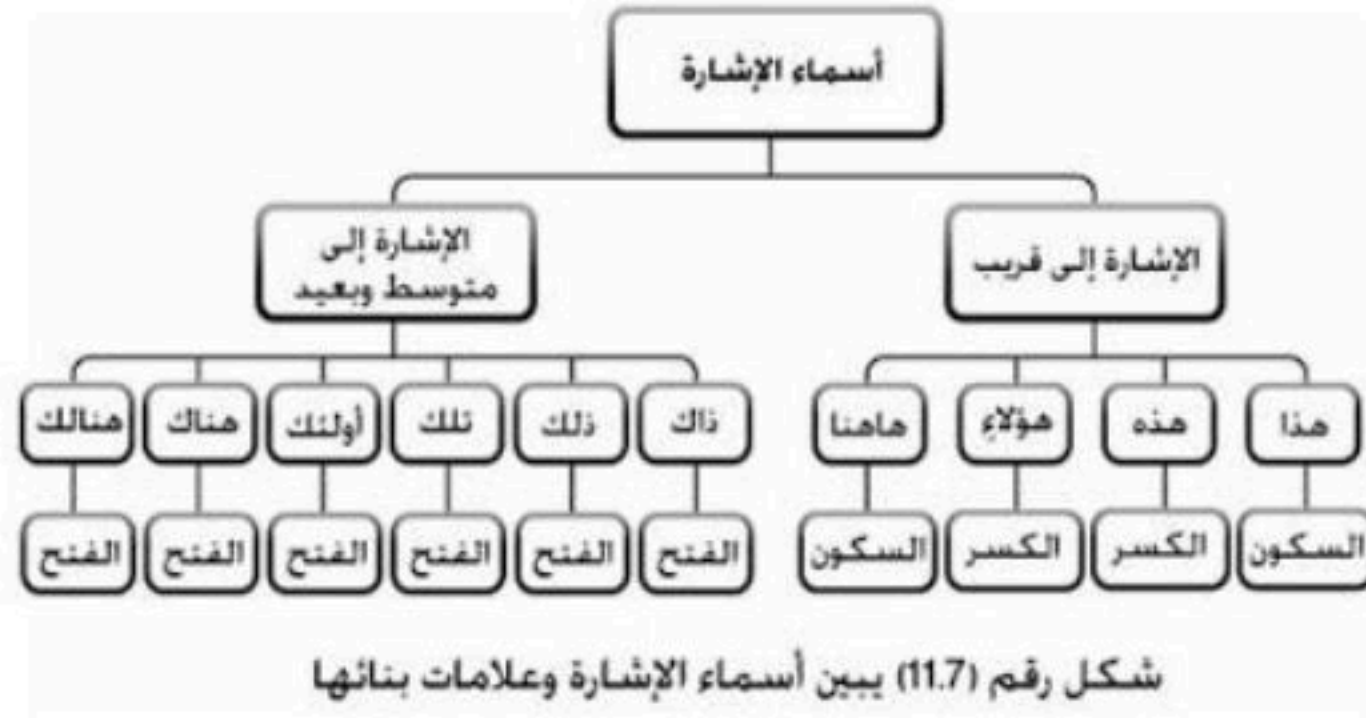 أسماء الإشارة
الإشارة إلى قريب
الإشارة إلى
متوسط وبعيد
هذا
هذه
هؤلاءِ
هاهنا
ذاك
ذلك
تلك
أولئك
هناك
هنالك
السكون
الكسر
الكسر
السكون
الفتح
الفتح
الفتح
الفتح
الفتح
الفتح
شكل رقم (11.7) يبين أسماء الإشارة وعلامات بنائها